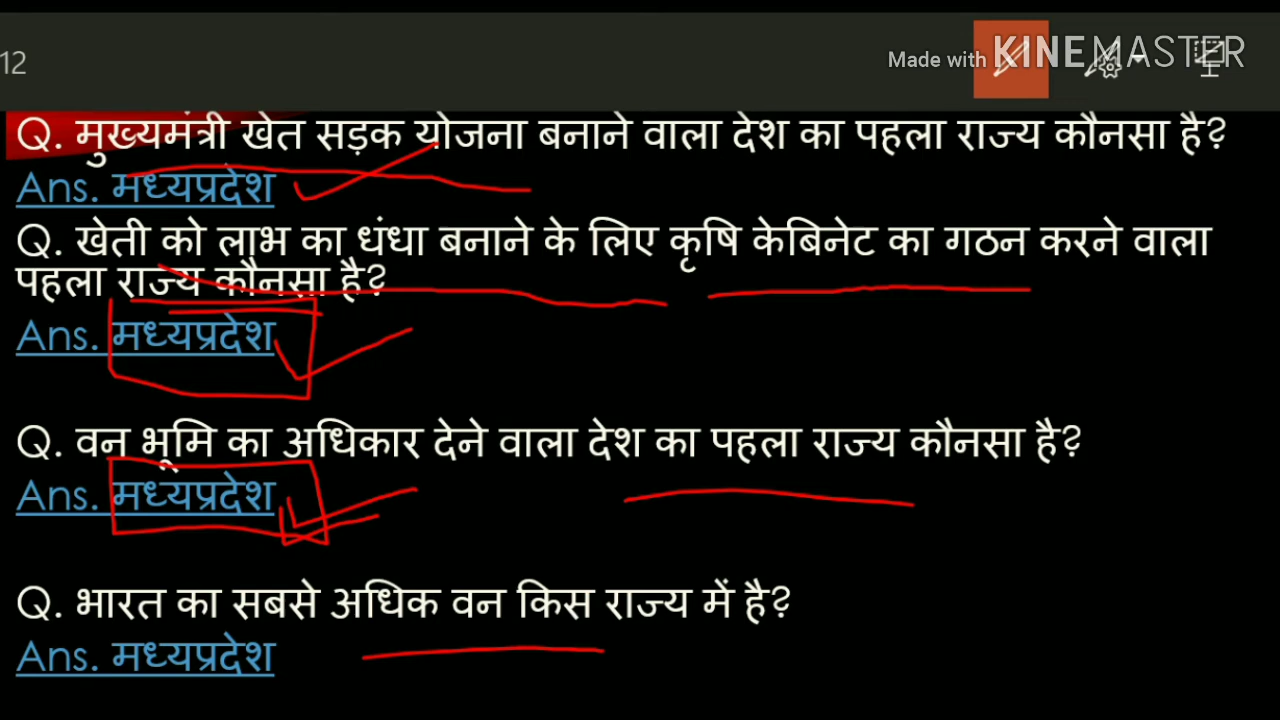 12
Made with KINEMASTER
Q. मुख्यमंत्री खेत सड़क योजना बनाने वाला देश का पहला राज्य कौनसा है?
Ans. मध्यप्रदेश
Q. खेती को लाभ का धंधा बनाने के लिए कृषि केबिनेट का गठन करने वाला
पहला राज्य कौनसा है?
Ans. मध्यप्रदेश
Q. वन भूमि का अधिकार देने वाला देश का पहला राज्य कौनसा है?
Ans. मध्यप्रदेश
Q. भारत का सबसे अधिक वन किस राज्य में है?
Ans. मध्यप्रदेश